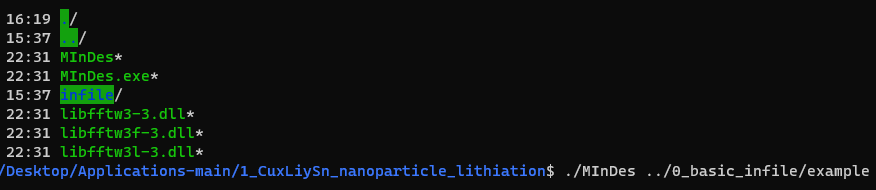 16:19 ./
15:37 ../
22:31 MInDes*
22:31 MInDes.exe*
15:37 infile/
22:31 libfftw3-3.dll*
22:31 libfftw3f-3.dll*
22:31 libfftw3l-3.dll*
/Desktop/Applications-main/1_CuxLiySn_nanoparticle_lithiation$ ./MInDes ../0_basic_infile/example